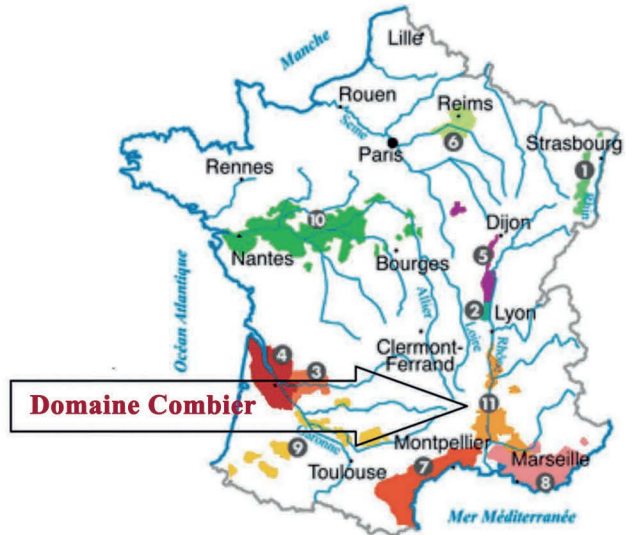 Lille
Manche
Rouen
Reims
Seine
6
Strasbourg
Paris
1
Rennes
Rhin
10
Dijon
Nantes
Bourges
5
Océan Atlantique
Allier
2
Lyon
Loire
Clermont-
Ferrand
Rhône
4
3
Domaine Combier
11
Garonne
Montpellier
9
Toulouse
7
Marseille
8
Mer Méditerranée